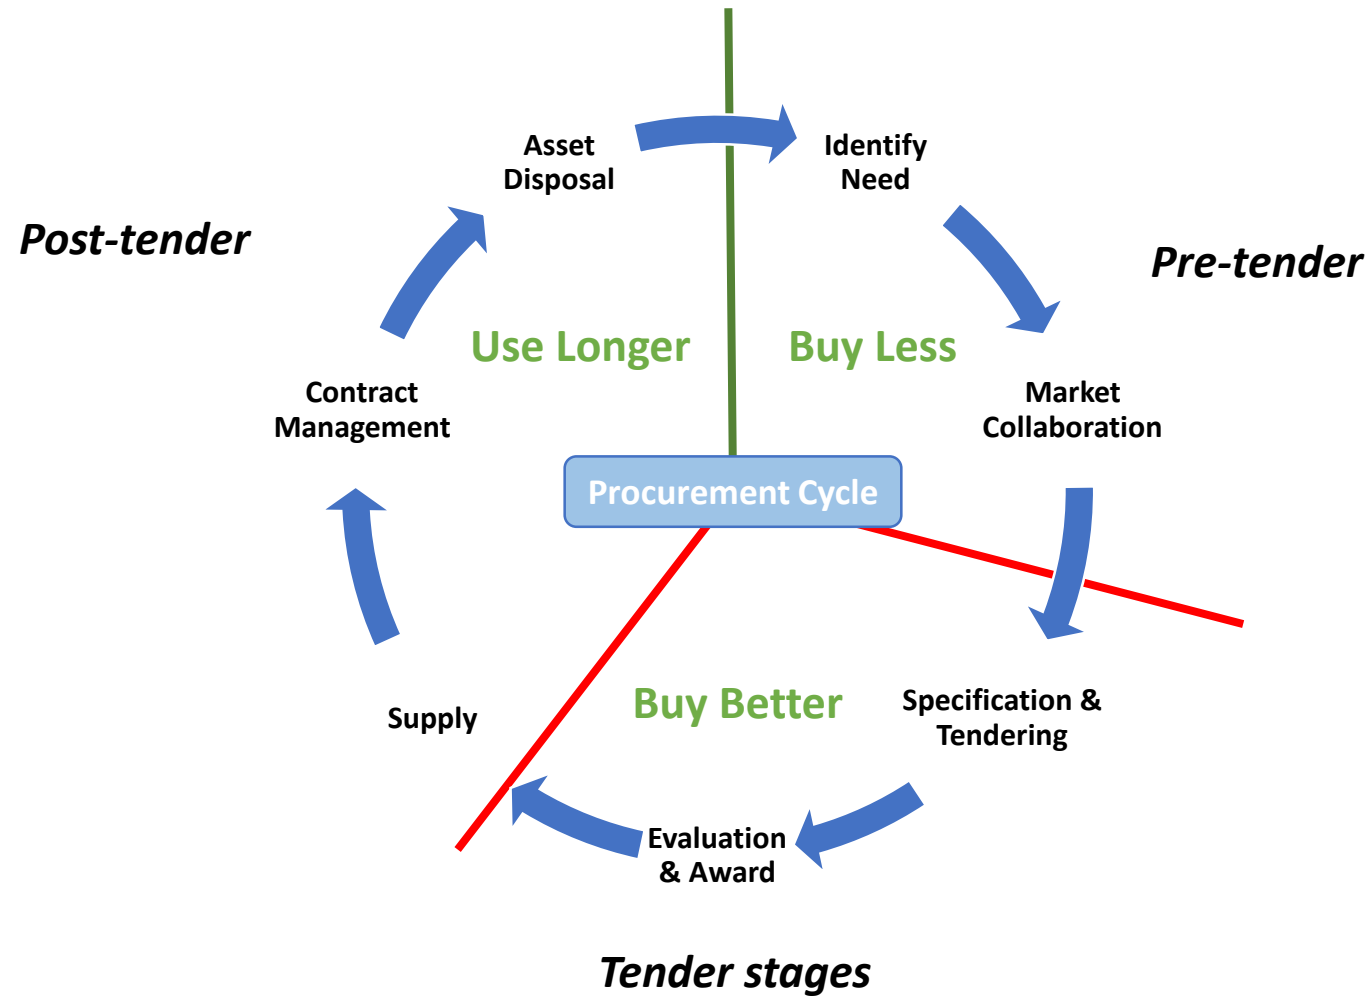 Asset
Disposal
Identify
Need
Post-tender
Pre-tender
Use Longer
Buy Less
Contract
Management
Market
Collaboration
Procurement Cycle
Supply
Buy Better
Specification &
Tendering
Evaluation
& Award
Tender stages